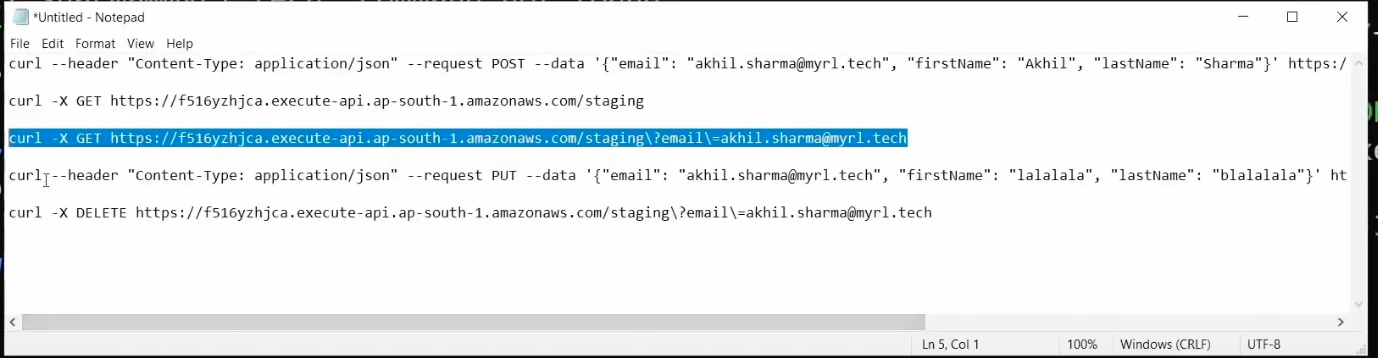 *Untitled - Notepad
File Edit Format View Help
curl --header "Content-Type: application/json" --request POST --data '{"email": "akhil.sharma@myrl.tech", "firstName": "Akhil", "lastName": "Sharma"}' https:/
curl -X GET https://f516yzhjca.execute-api.ap-south-1.amazonaws.com/staging
curl -X GET https://f516yzhjca.execute-api.ap-south-1.amazonaws.com/staging\?email\=akhil.sharma@myrl.tech
curl --header "Content-Type: application/json" --request PUT --data '{"email": "akhil.sharma@myrl.tech", "firstName": "lalalala", "lastName": "blalalala"}' ht
curl -X DELETE https://f516yzhjca.execute-api.ap-south-1.amazonaws.com/staging\?email\=akhil.sharma@myrl.tech
Ln 5, Col 1 100% Windows (CRLF) UTF-8